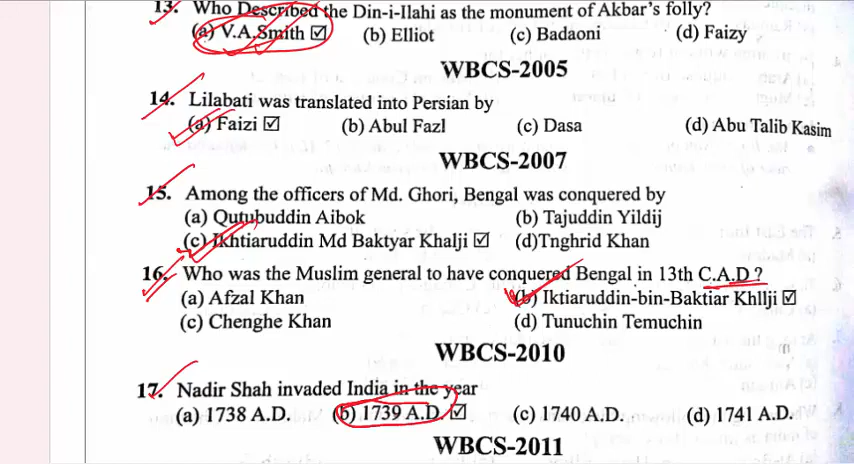 13. Who Described the Din-i-Ilahi as the monument of Akbar's folly?
(a) V.A.Smith ☑ (b) Elliot (c) Badaoni (d) Faizy
WBCS-2005
14. Lilabati was translated into Persian by
(a) Faizi ☑ (b) Abul Fazl (c) Dasa (d) Abu Talib Kasim
WBCS-2007
15. Among the officers of Md. Ghori, Bengal was conquered by
(a) Qutubuddin Aibok (b) Tajuddin Yildij
(c) Ikhtiaruddin Md Baktyar Khalji ☑ (d)Tnghrid Khan
16. Who was the Muslim general to have conquered Bengal in 13th C.A.D ?
(a) Afzal Khan (b) Iktiaruddin-bin-Baktiar Khllji ☑
(c) Chenghe Khan (d) Tunuchin Temuchin
WBCS-2010
17. Nadir Shah invaded India in the year
(a) 1738 A.D. (b) 1739 A.D. ☑ (c) 1740 A.D. (d) 1741 A.D.
WBCS-2011